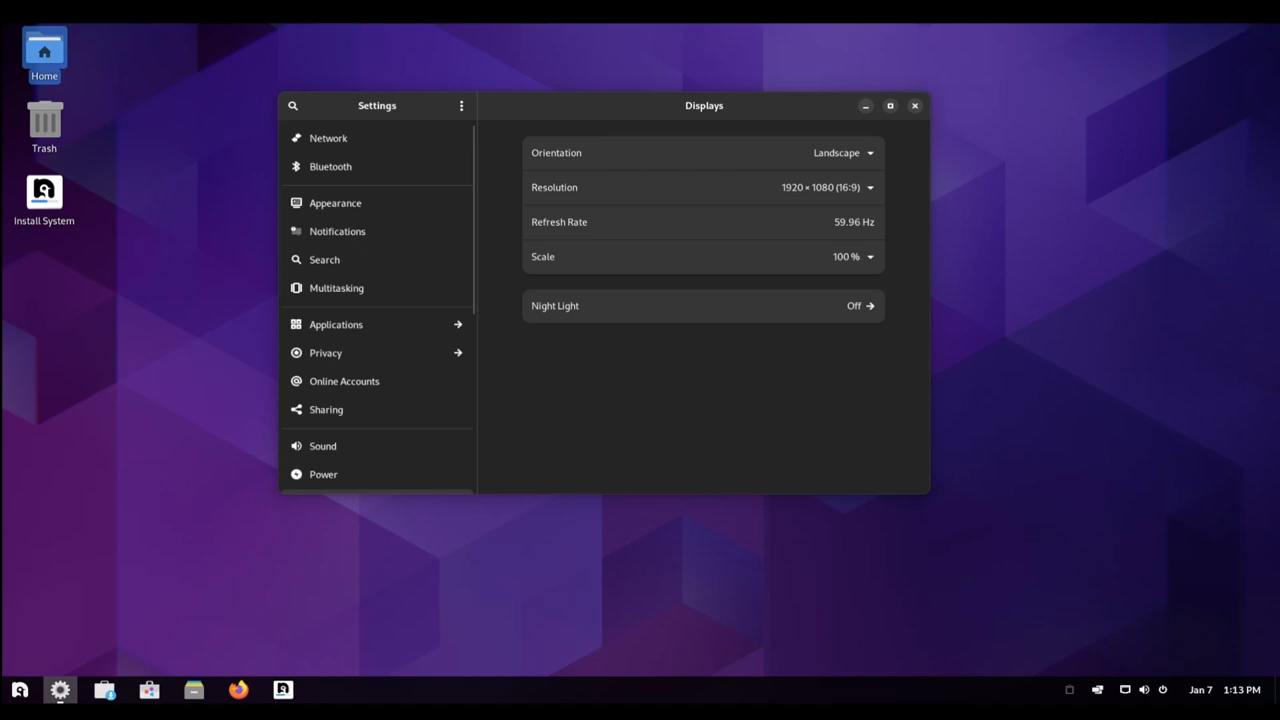 Home
Trash
Install System
Settings
Network
Bluetooth
Appearance
Notifications
Search
Multitasking
Applications
Privacy
Online Accounts
Sharing
Sound
Power
Displays
Orientation Landscape
Resolution 1920 × 1080 (16:9)
Refresh Rate 59.96 Hz
Scale 100 %
Night Light Off
Jan 7 1:13 PM